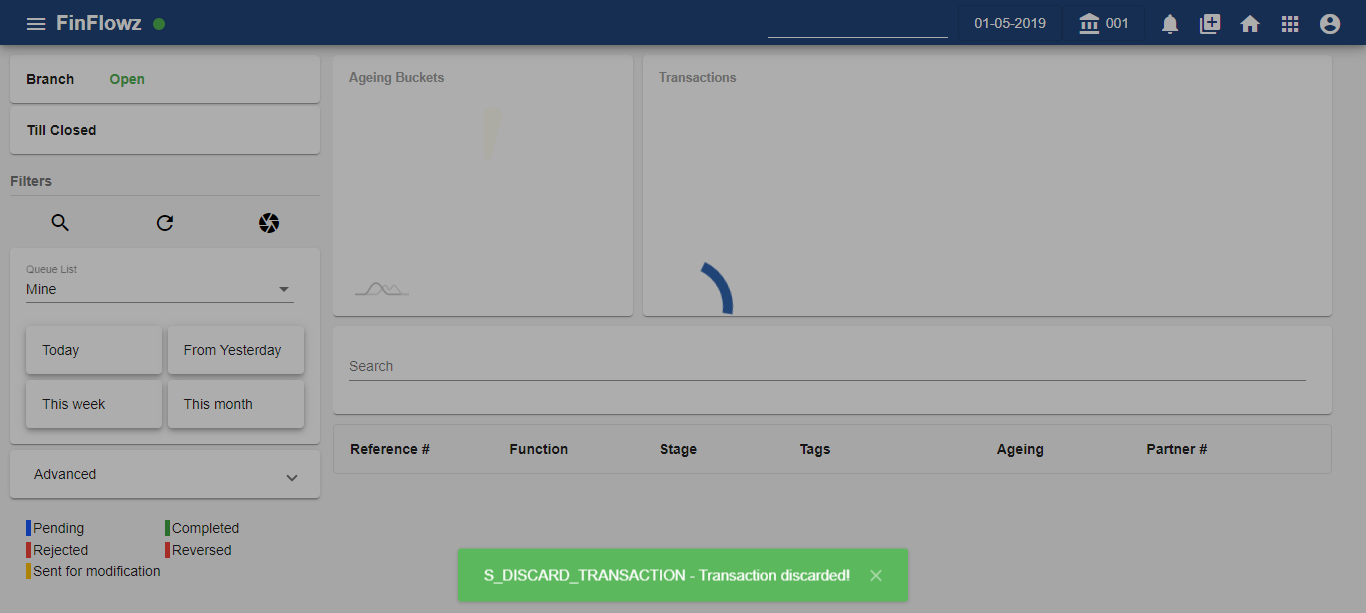 FinFlowz
01-05-2019
001
Branch
Open
Till Closed
Filters
Queue List
Mine
Today
From Yesterday
This week
This month
Advanced
Pending
Completed
Rejected
Reversed
Sent for modification
Ageing Buckets
Transactions
Search
Reference #
Function
Stage
Tags
Ageing
Partner #
S_DISCARD_TRANSACTION - Transaction discarded!